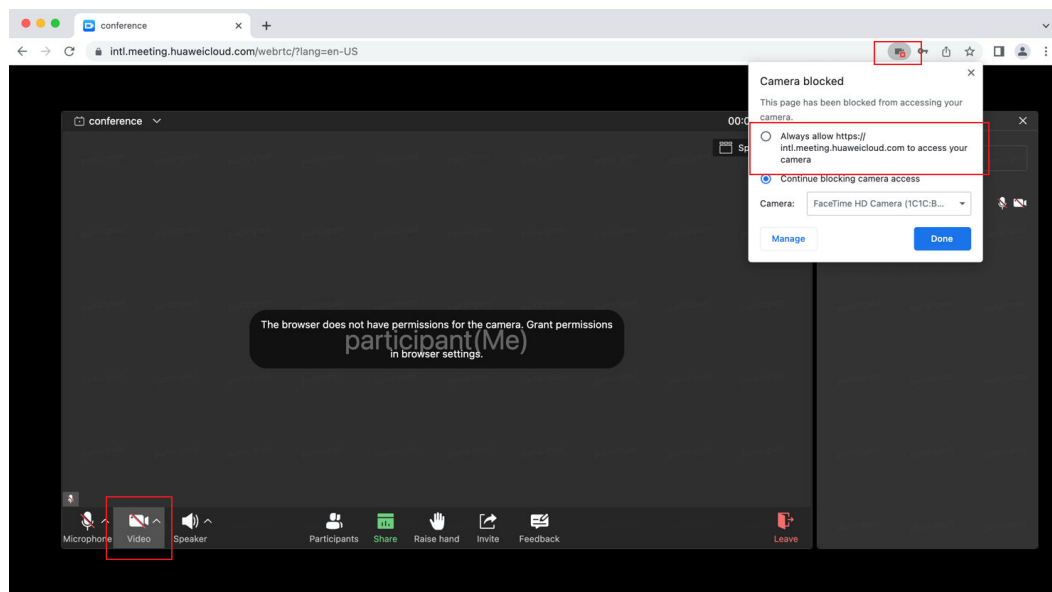 conference
intl.meeting.huaweicloud.com/webrtc/?lang=en-US
Camera blocked
This page has been blocked from accessing your
camera.
Always allow https://
intl.meeting.huaweicloud.com to access your
camera
Continue blocking camera access
Camera:
FaceTime HD Camera (1C1C:B...
Manage
Done
conference
00:0
Sp
The browser does not have permissions for the camera. Grant permissions
in browser settings.
participant(Me)
Microphone
Video
Speaker
Participants
Share
Raise hand
Invite
Feedback
Leave